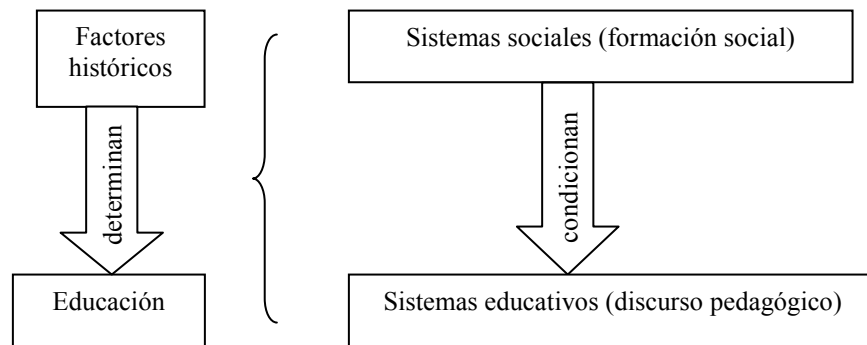 Factores
históricos
determinan
Educación
Sistemas sociales (formación social)
condicionan
Sistemas educativos (discurso pedagógico)